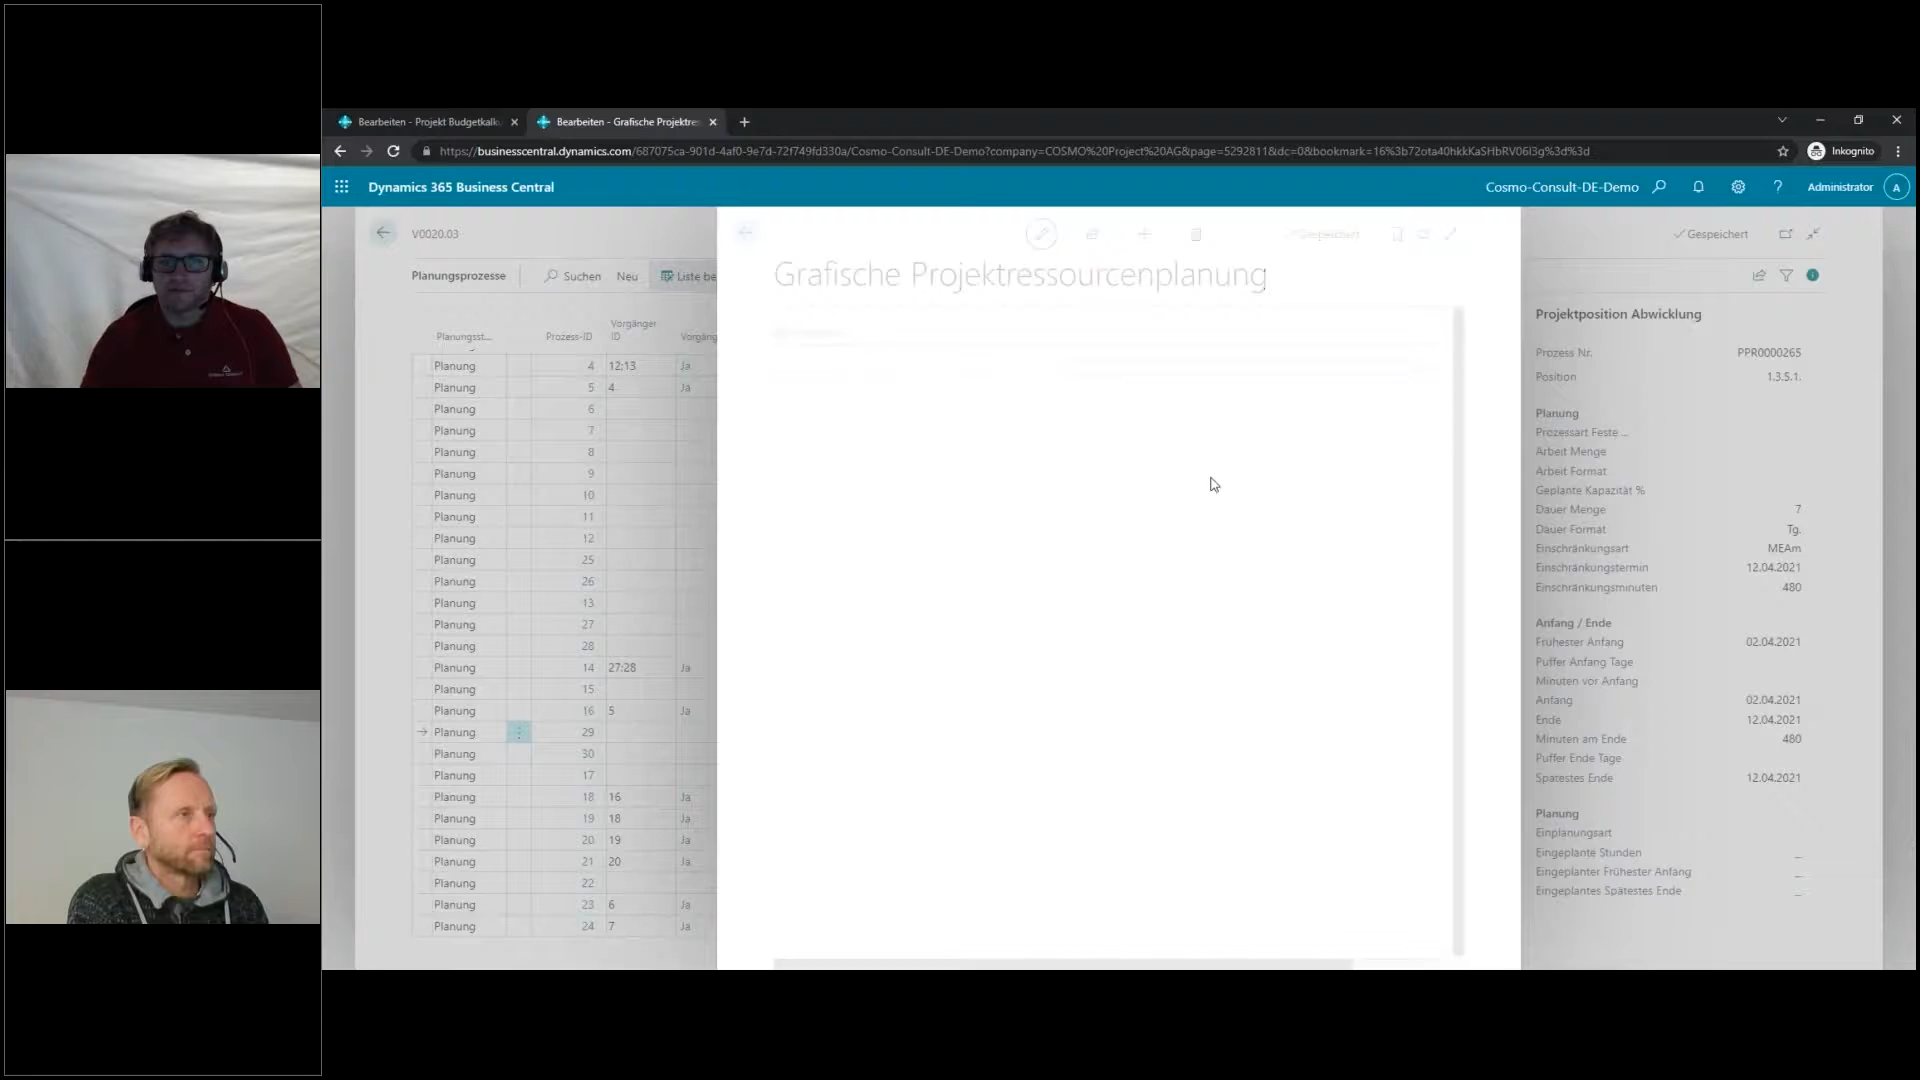 Bearbeiten - Projekt Budgetkalk
Bearbeiten - Grafische Projektres
https://businesscentral.dynamics.com/687075ca-901d-4af0-9e7d-72f749fd330a/Cosmo-Consult-DE-Demo?company=COSMO%20Project%20AG&page=5292811&dc=0&bookmark=16%3b72ota40hkkKaSHbRV06I3g%3d%3d
Inkognito
Dynamics 365 Business Central
Cosmo-Consult-DE-Demo
?
Administrator
A
V0020.03
Gespeichert
Gespeichert
Planungsprozesse
Suchen
Neu
Liste be
Grafische Projektressourcenplanung
Planungsst...
Prozess-ID
Vorgänger ID
Vorgäng
Planung 4 12;13 Ja
Planung 5 4 Ja
Planung 6
Planung 7
Planung 8
Planung 9
Planung 10
Planung 11
Planung 12
Planung 25
Planung 26
Planung 13
Planung 27
Planung 28
Planung 14 27;28 Ja
Planung 15
Planung 16 5 Ja
Planung 29
Planung 30
Planung 17
Planung 18 16 Ja
Planung 19 18 Ja
Planung 20 19 Ja
Planung 21 20 Ja
Planung 22
Planung 23 6 Ja
Planung 24 7 Ja
Projektposition Abwicklung
Prozess Nr. PPR0000265
Position 1.3.5.1.
Planung
Prozessart Feste ...
Arbeit Menge
Arbeit Format
Geplante Kapazität %
Dauer Menge 7
Dauer Format Tg.
Einschränkungsart MEAm
Einschränkungstermin 12.04.2021
Einschränkungsminuten 480
Anfang / Ende
Frühester Anfang 02.04.2021
Puffer Anfang Tage
Minuten vor Anfang
Anfang 02.04.2021
Ende 12.04.2021
Minuten am Ende 480
Puffer Ende Tage
Spätestes Ende 12.04.2021
Planung
Einplanungsart
Eingeplante Stunden _
Eingeplanter Frühester Anfang _
Eingeplantes Spätestes Ende _